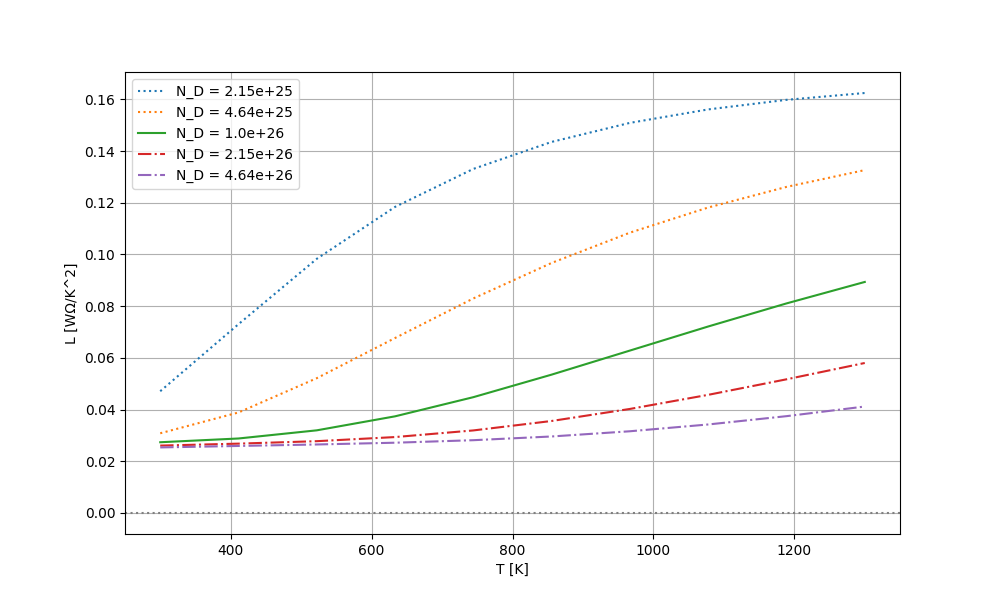 N_D = 2.15e+25
N_D = 4.64e+25
N_D = 1.0e+26
N_D = 2.15e+26
N_D = 4.64e+26
L [WΩ/K^2]
0.16
0.14
0.12
0.10
0.08
0.06
0.04
0.02
0.00
400 600 800 1000 1200
T [K]